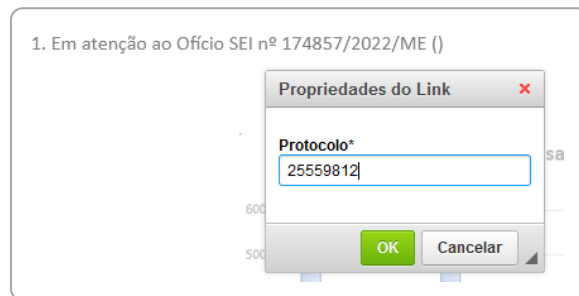 1. Em atenção ao Ofício SEI nº 174857/2022/ME ()
Propriedades do Link
Protocolo*
sa
25559812
600
500
OK Cancelar